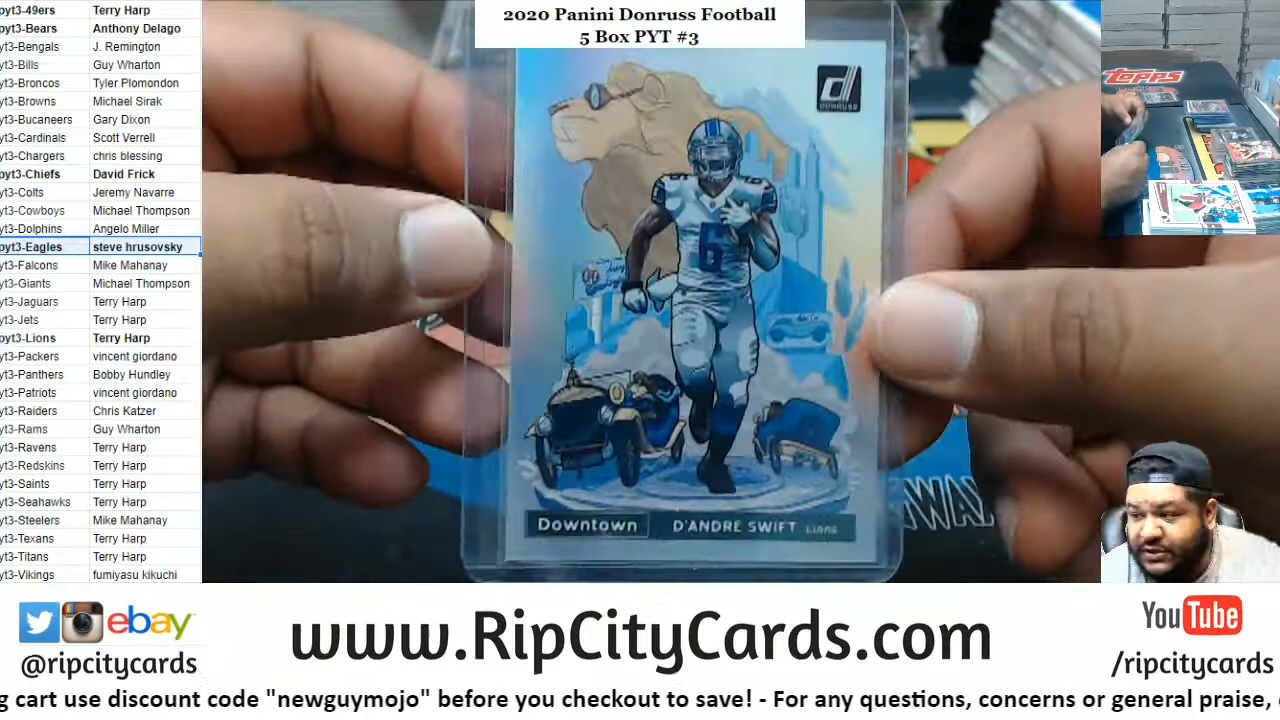 2020 Panini Donruss Football
5 Box PYT #3
pyt3-49ers Terry Harp
pyt3-Bears Anthony Delago
yt3-Bengals J. Remington
yt3-Bills Guy Wharton
yt3-Broncos Tyler Plomondon
yt3-Browns Michael Sirak
yt3-Bucaneers Gary Dixon
yt3-Cardinals Scott Verrell
yt3-Chargers chris blessing
pyt3-Chiefs David Frick
yt3-Colts Jeremy Navarre
yt3-Cowboys Michael Thompson
yt3-Dolphins Angelo Miller
pyt3-Eagles steve hrusovsky
yt3-Falcons Mike Mahanay
yt3-Giants Michael Thompson
yt3-Jaguars Terry Harp
yt3-Jets Terry Harp
pyt3-Lions Terry Harp
yt3-Packers vincent giordano
yt3-Panthers Bobby Hundley
yt3-Patriots vincent giordano
yt3-Raiders Chris Katzer
yt3-Rams Guy Wharton
yt3-Ravens Terry Harp
yt3-Redskins Terry Harp
yt3-Saints Terry Harp
yt3-Seahawks Terry Harp
yt3-Steelers Mike Mahanay
yt3-Texans Terry Harp
yt3-Titans Terry Harp
yt3-Vikings fumiyasu kikuchi
DONRUSS
6
Downtown D'ANDRE SWIFT Lions
TOPPS
WAX
ebay
@ripcitycards
www.RipCityCards.com
YouTube
/ripcitycards
g cart use discount code "newguymojo" before you checkout to save! - For any questions, concerns or general praise,